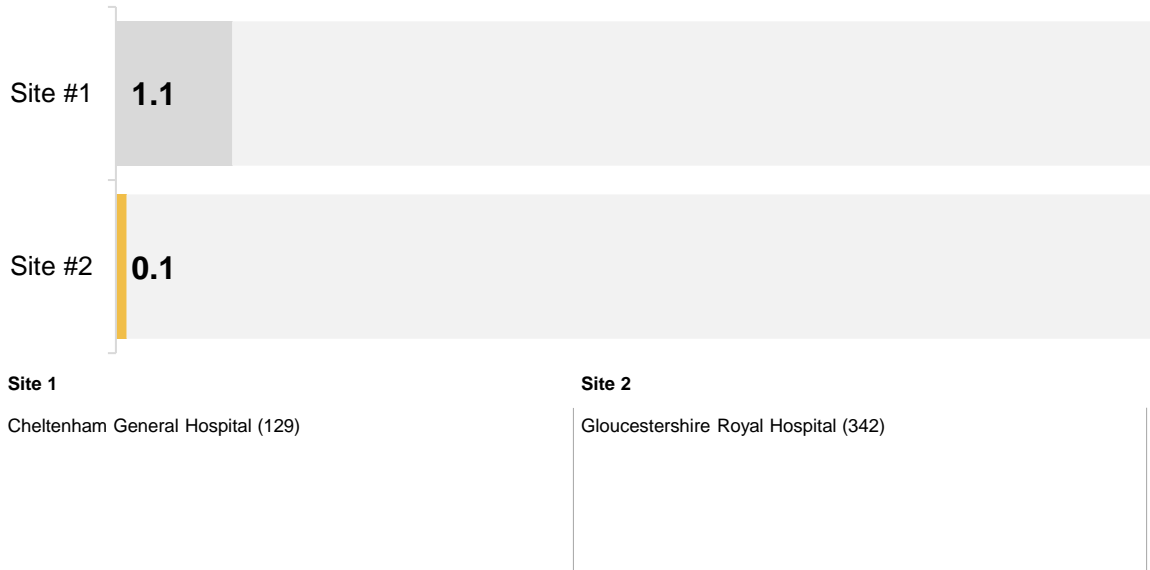 Site #1
1.1
Site #2
0.1
Site 1
Site 2
Cheltenham General Hospital (129)
Gloucestershire Royal Hospital (342)